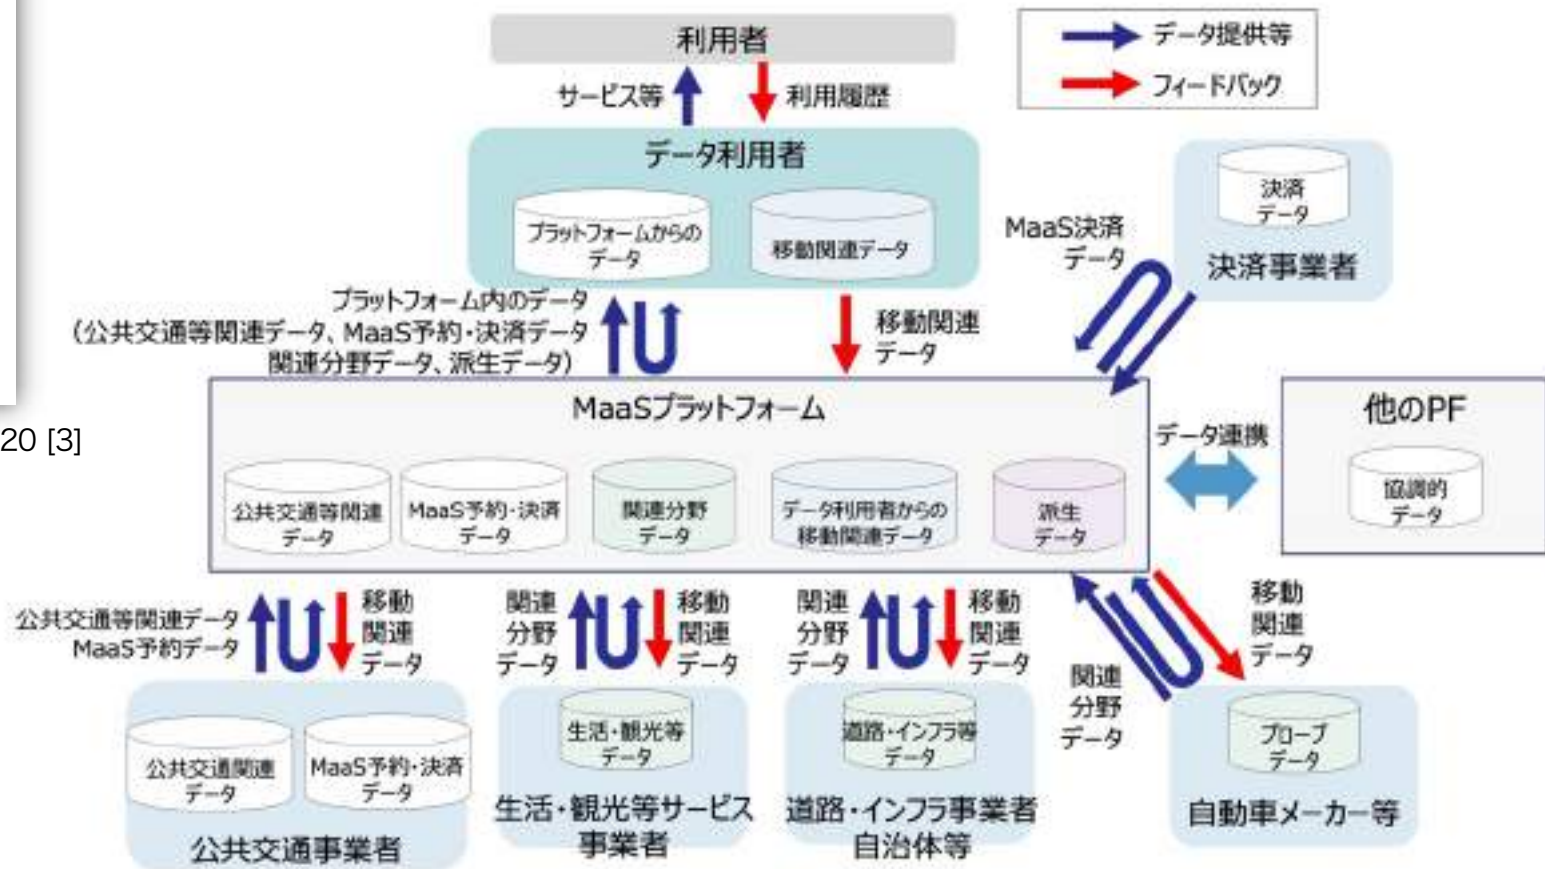 利用者
データ提供等
フィードバック
サービス等
利用履歴
データ利用者
プラットフォームからの
データ
移動関連データ
決済
データ
決済事業者
MaaS決済
データ
プラットフォーム内のデータ
（公共交通等関連データ、MaaS予約・決済データ
関連分野データ、派生データ）
移動関連
データ
20 [3]
MaaSプラットフォーム
公共交通等関連
データ
MaaS予約・決済
データ
関連分野
データ
データ利用者からの
移動関連データ
派生
データ
データ連携
他のPF
協調的
データ
公共交通等関連データ
MaaS予約データ
移動
関連
データ
関連
分野
データ
移動
関連
データ
関連
分野
データ
移動
関連
データ
関連
分野
データ
移動
関連
データ
公共交通関連
データ
MaaS予約・決済
データ
公共交通事業者
生活・観光等
データ
生活・観光等サービス
事業者
道路・インフラ等
データ
道路・インフラ事業者
自治体等
プローブ
データ
自動車メーカー等